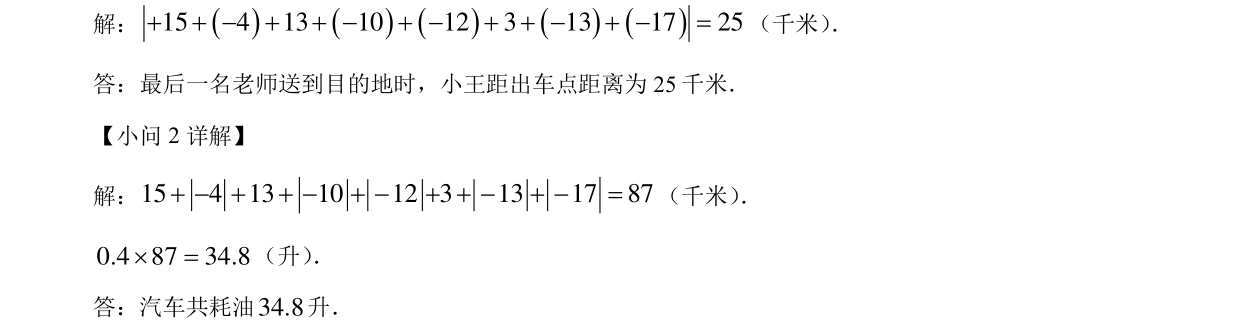 解：|+15+(−4)+13+(−10)+(−12)+3+(−13)+(−17)|=25（千米）.
答：最后一名老师送到目的地时，小王距出车点距离为 25 千米.
【小问 2 详解】
解：15+|−4|+13+|−10|+|−12|+3+|−13|+|−17|=87（千米）.
0.4×87=34.8（升）.
答：汽车共耗油34.8升.